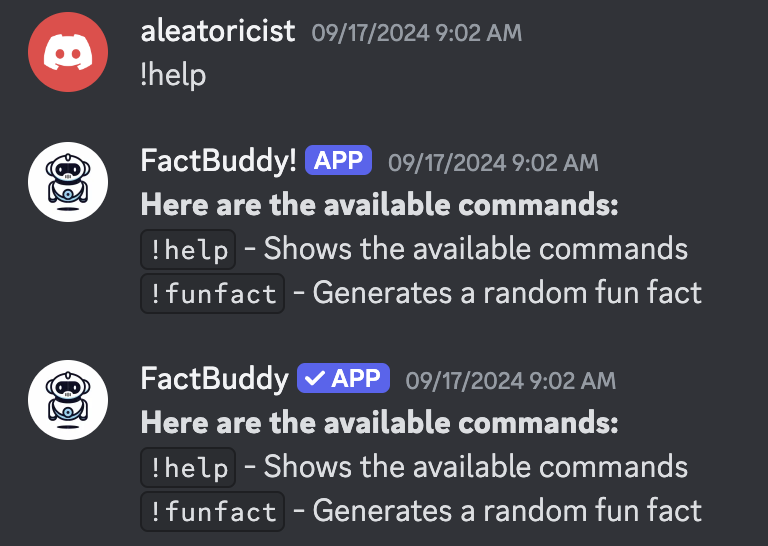 aleatoricist 09/17/2024 9:02 AM
!help
FactBuddy! APP 09/17/2024 9:02 AM
Here are the available commands:
!help - Shows the available commands
!funfact - Generates a random fun fact
FactBuddy ✓ APP 09/17/2024 9:02 AM
Here are the available commands:
!help - Shows the available commands
!funfact - Generates a random fun fact